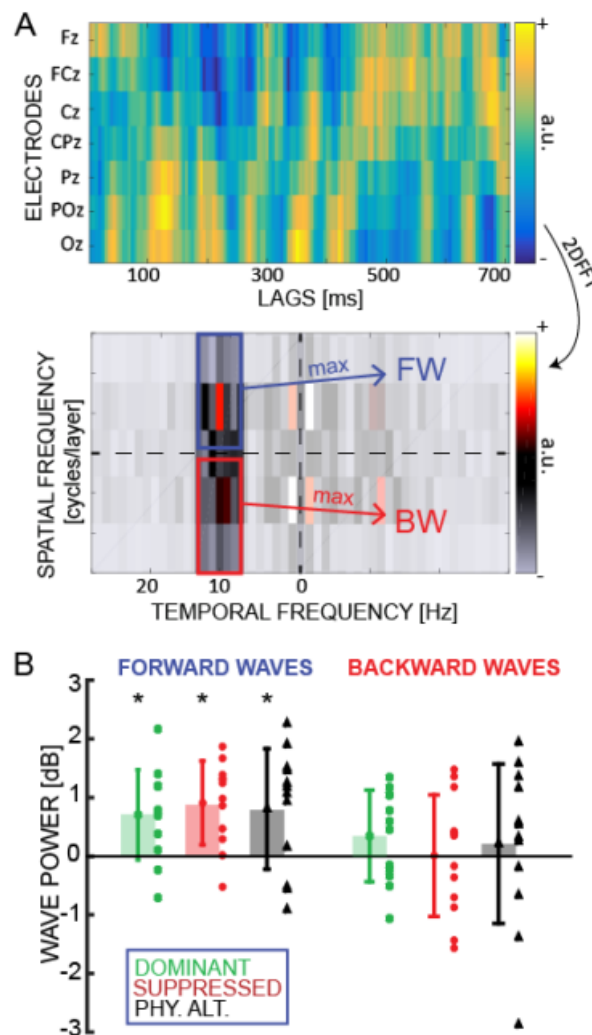 A
ELECTRODES
Fz
FCz
Cz
CPz
Pz
POz
Oz
100
300
500
700
LAGS [ms]
+
a.u.
-
2DFFT
SPATIAL FREQUENCY
[cycles/layer]
max
FW
max
BW
20
10
0
TEMPORAL FREQUENCY [Hz]
+
a.u.
-
B
FORWARD WAVES
BACKWARD WAVES
WAVE POWER [dB]
3
2
1
0
-1
-2
-3
* * *
DOMINANT
SUPPRESSED
PHY. ALT.